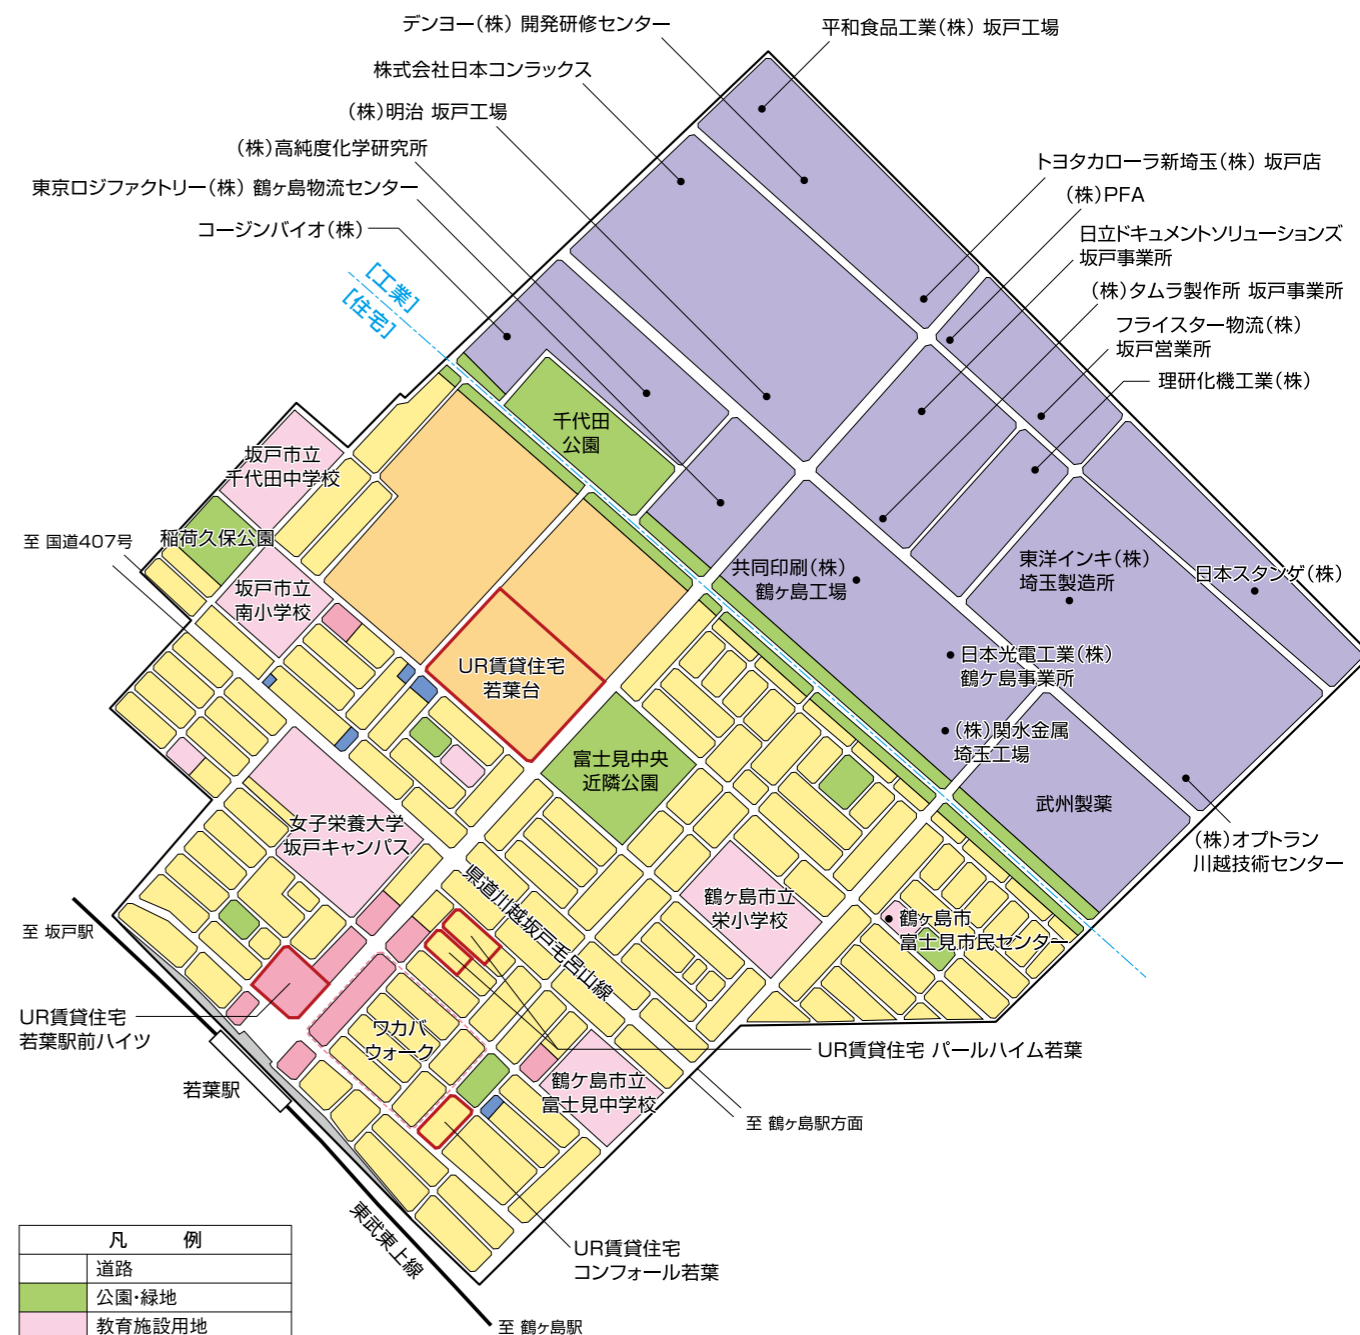 デンヨー(株) 開発研修センター
平和食品工業(株) 坂戸工場
株式会社日本コンラックス
(株)明治 坂戸工場
(株)高純度化学研究所
東京ロジファクトリー(株) 鶴ヶ島物流センター
コージンバイオ(株)
トヨタカローラ新埼玉(株) 坂戸店
(株)PFA
日立ドキュメントソリューションズ
坂戸事業所
(株)タムラ製作所 坂戸事業所
フライスター物流(株)
坂戸営業所
理研化機工業(株)
[工業]
[住宅]
千代田
公園
坂戸市立
千代田中学校
稲荷久保公園
至 国道407号
坂戸市立
南小学校
共同印刷(株)
鶴ヶ島工場
東洋インキ(株)
埼玉製造所
日本スタンゲ(株)
日本光電工業(株)
鶴ケ島事業所
UR賃貸住宅
若葉台
(株)関水金属
埼玉工場
富士見中央
近隣公園
武州製薬
(株)オプトラン
川越技術センター
女子栄養大学
坂戸キャンパス
県道川越坂戸毛呂山線
鶴ヶ島市立
栄小学校
鶴ヶ島市
富士見市民センター
至 坂戸駅
UR賃貸住宅
若葉駅前ハイツ
ワカバ
ウォーク
UR賃貸住宅 パールハイム若葉
若葉駅
鶴ケ島市立
富士見中学校
至 鶴ヶ島駅方面
東武東上線
UR賃貸住宅
コンフォール若葉
至 鶴ヶ島駅
凡 例
道路
公園・緑地
教育施設用地